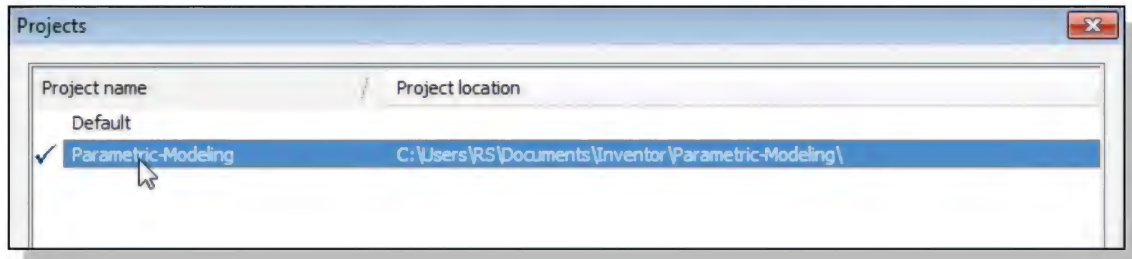 Projects
Project name / Project location
Default
✓ Parametric-Modeling C:\Users\RS\Documents\Inventor\Parametric-Modeling\